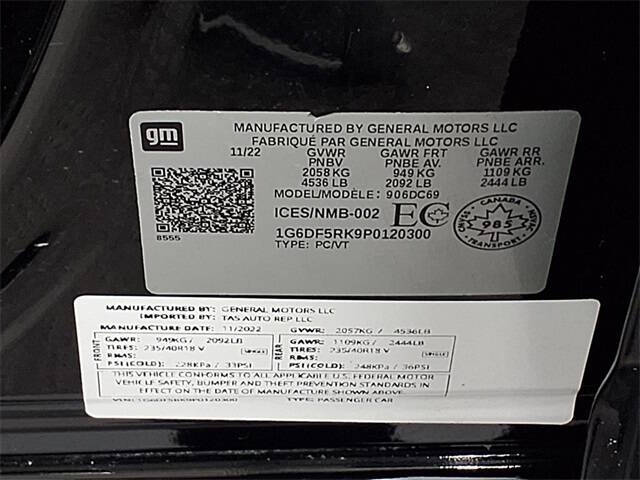 gm
MANUFACTURED BY GENERAL MOTORS LLC
FABRIQUÉ PAR GENERAL MOTORS LLC
11/22 GVWR GAWR FRT GAWR RR
PNBV PNBE AV. PNBE ARR.
2058 KG 949 KG 1109 KG
4536 LB 2092 LB 2444 LB
MODEL/MODÈLE: 906DC69
ICES/NMB-002 EC
1G6DF5RK9P0120300
TYPE: PC/VT
8555
CANADA
985
TRANSPORT
MANUFACTURED BY: GENERAL MOTORS LLC
IMPORTED BY: TAS AUTO REP LLC
MANUFACTURE DATE: 11/2022 GVWR: 2057KG / 4536LB
FRONT GAWR: 949KG / 2092LB REAR GAWR: 1109KG / 2444LB
TIRES: 235/40R18 V SINGLE TIRES: 235/40R18 V SINGLE
RIMS: RIMS:
PSI(COLD): 228KPa / 33PSI PSI(COLD): 248KPa / 36PSI
THIS VEHICLE CONFORMS TO ALL APPLICABLE U.S. FEDERAL MOTOR
VEHICLE SAFETY, BUMPER AND THEFT PREVENTION STANDARDS IN
EFFECT ON THE DATE OF MANUFACTURE SHOWN ABOVE.
VIN: 1G6DF5RK9P0120300 TYPE: PASSENGER CAR